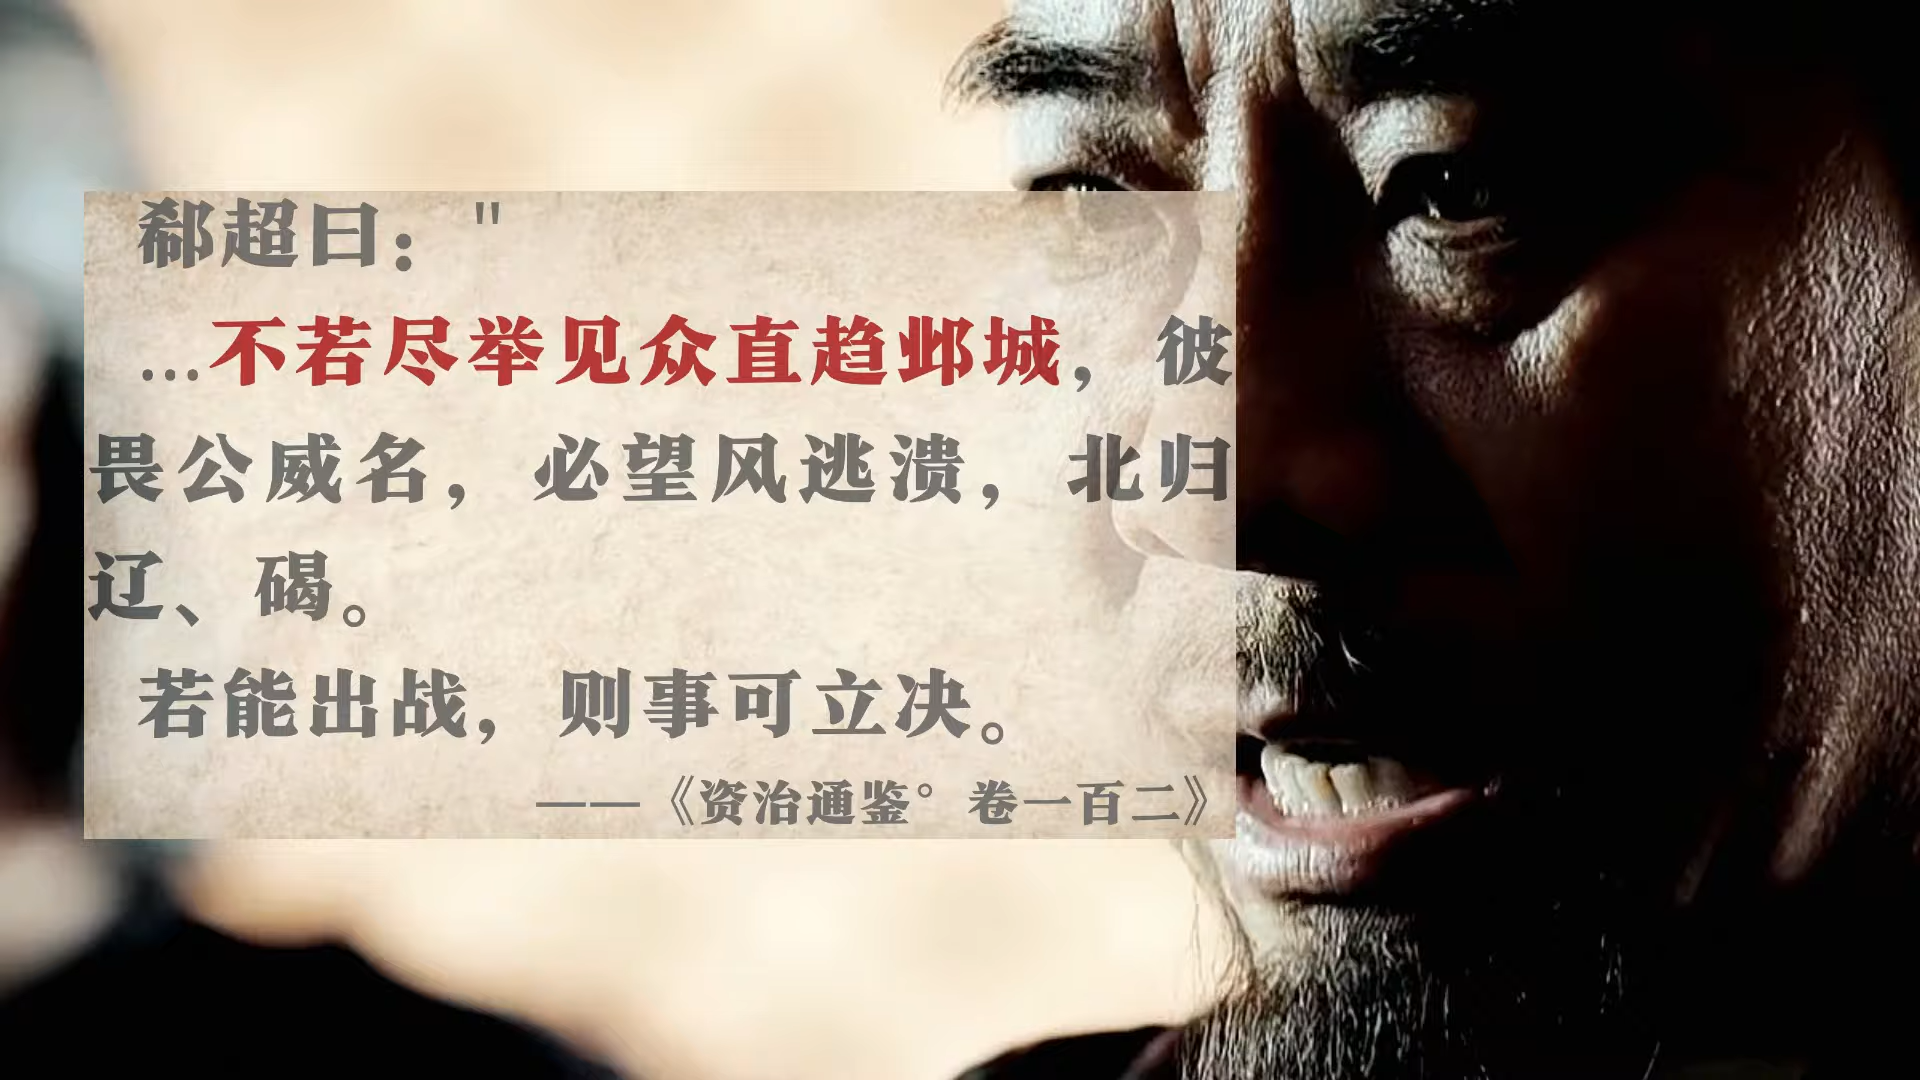 郗超曰："
…不若尽举见众直趋邺城，彼
畏公威名，必望风逃溃，北归
辽、碣。
若能出战，则事可立决。
——《资治通鉴°卷一百二》